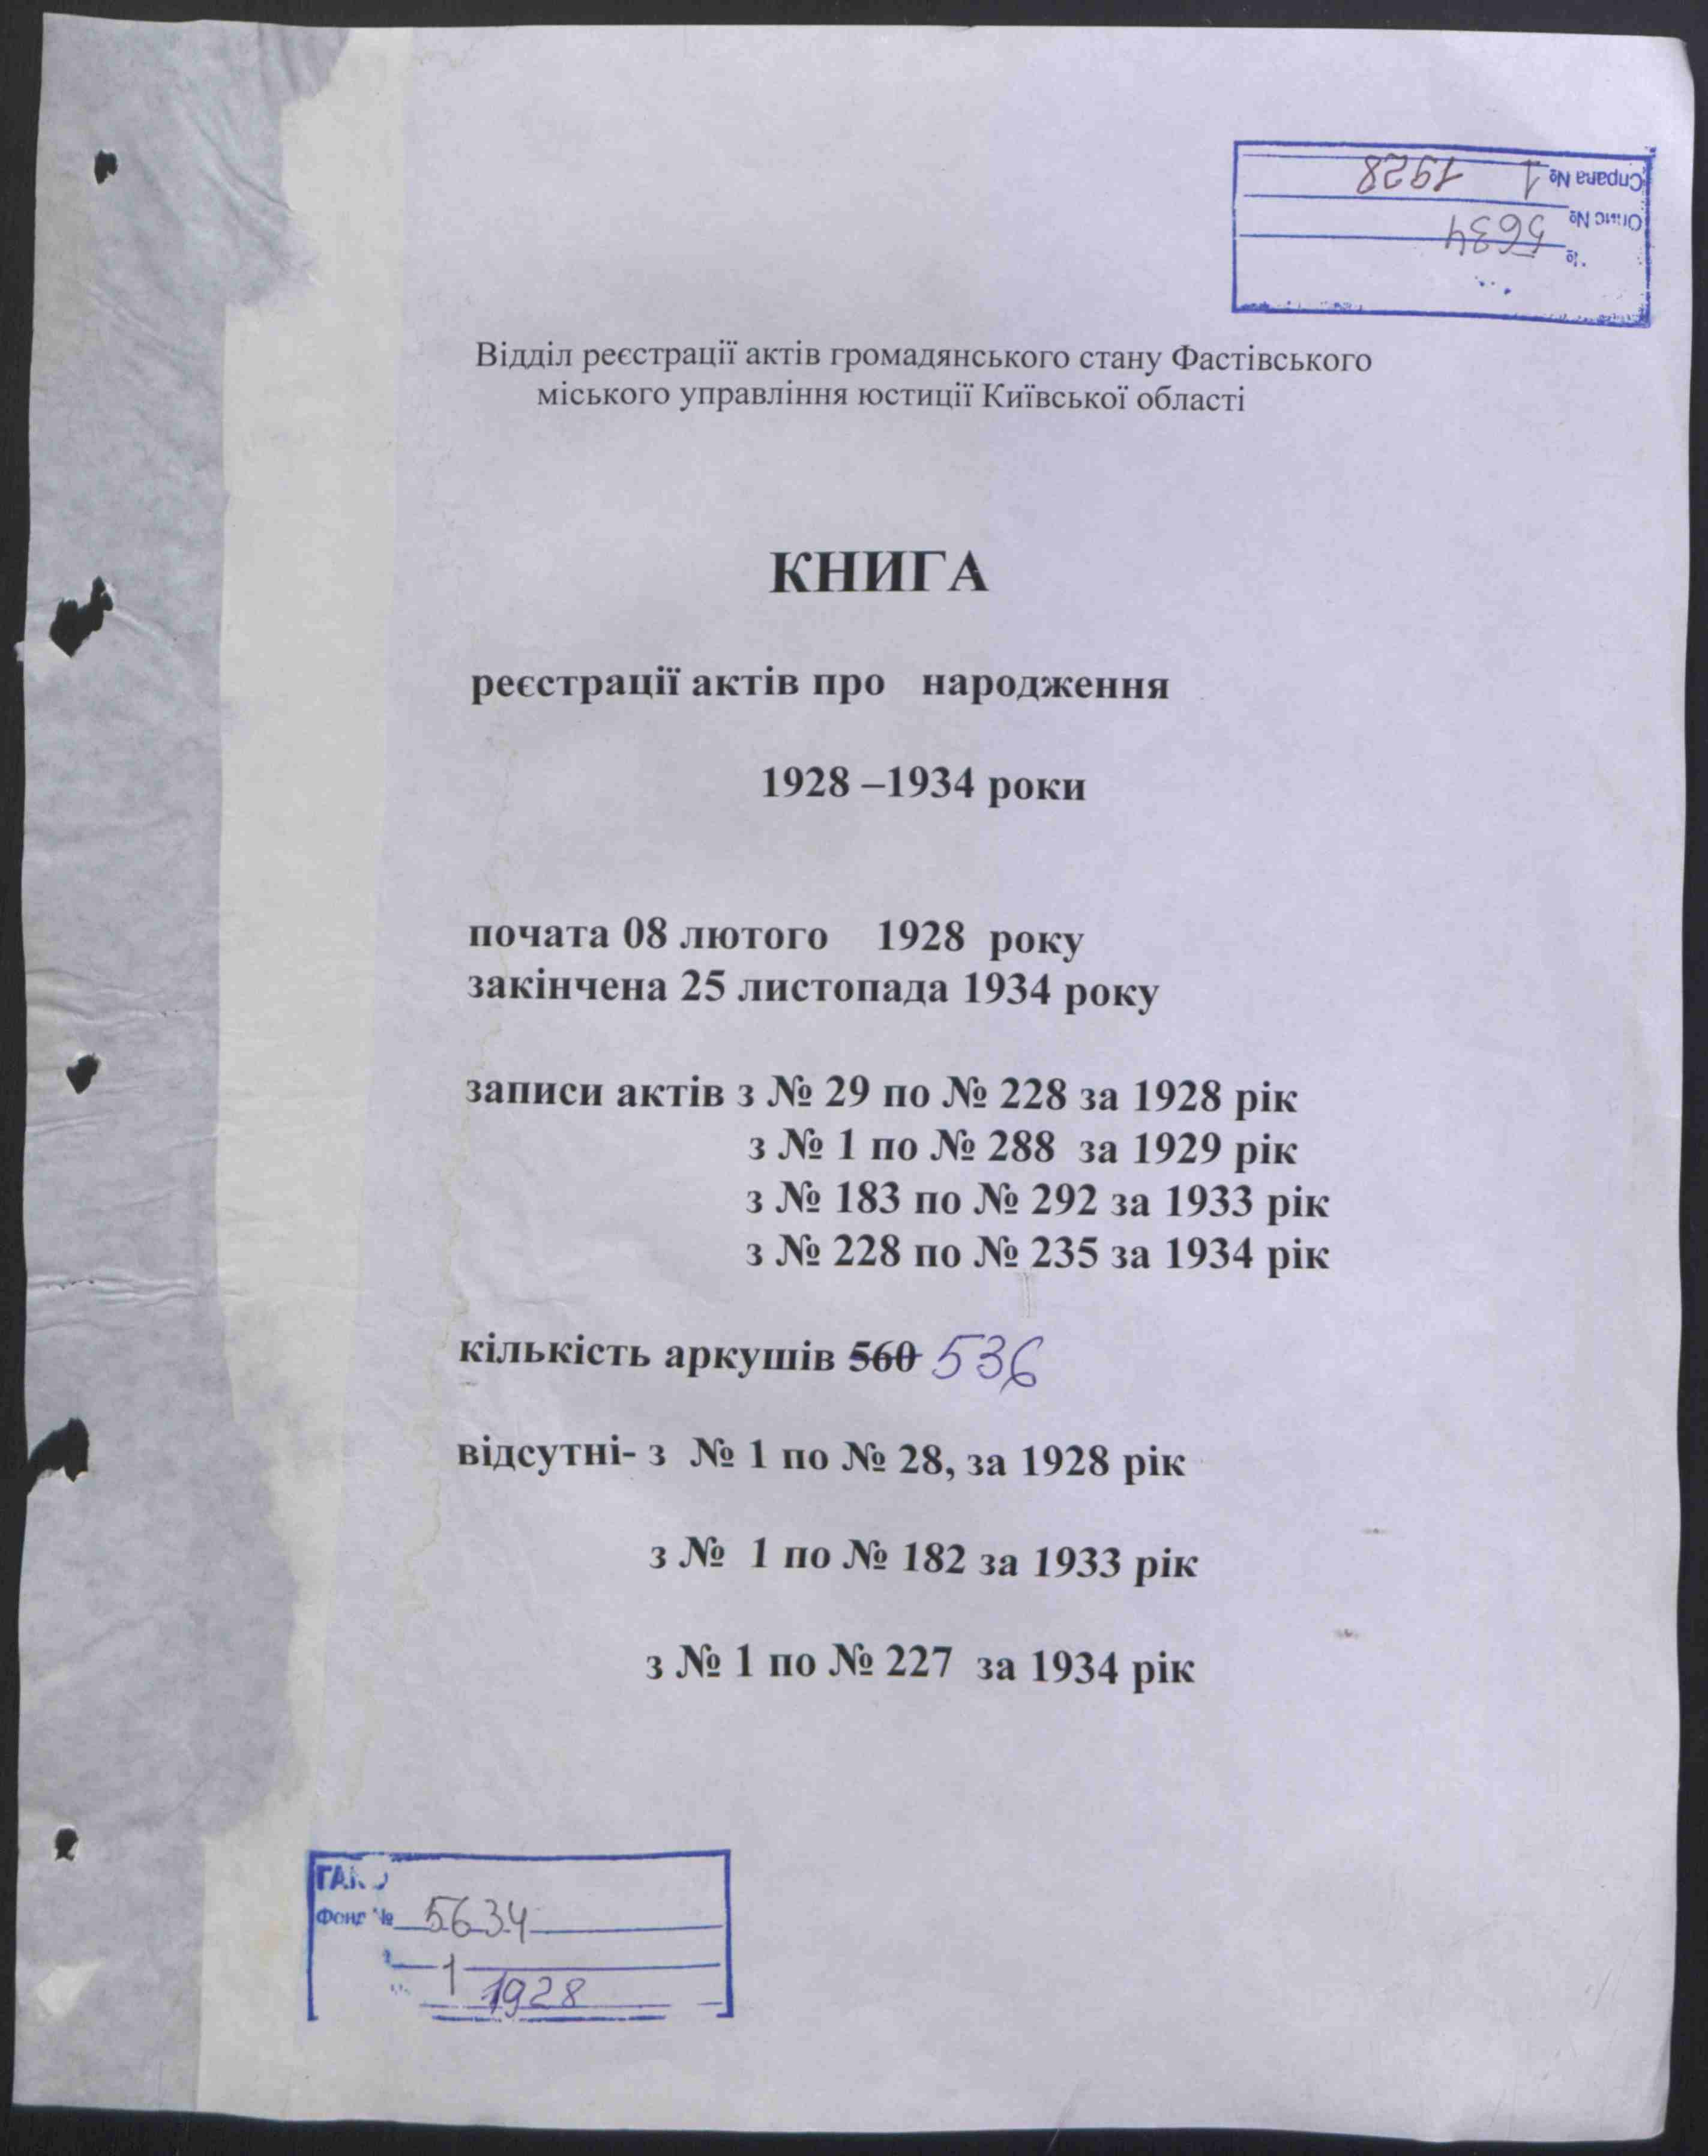 Справа № 1 1928
Опис №
№ 5634
Відділ реєстрації актів громадянського стану Фастівського
міського управління юстиції Київської області
КНИГА
реєстрації актів про народження
1928 –1934 роки
почата 08 лютого 1928 року
закінчена 25 листопада 1934 року
записи актів з № 29 по № 228 за 1928 рік
з № 1 по № 288 за 1929 рік
з № 183 по № 292 за 1933 рік
з № 228 по № 235 за 1934 рік
кількість аркушів 560 536
відсутні- з № 1 по № 28, за 1928 рік
з № 1 по № 182 за 1933 рік
з № 1 по № 227 за 1934 рік
Фонд № 5634
1
1928